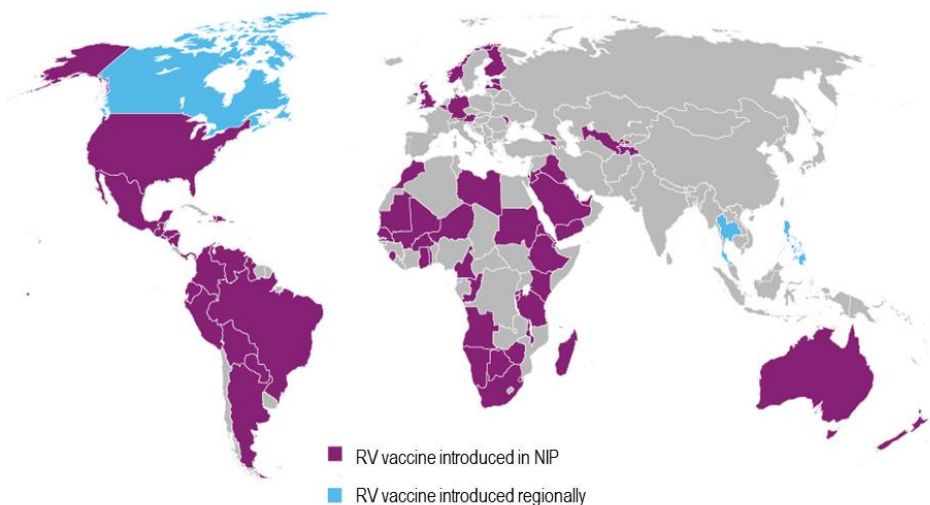 RV vaccine introduced in NIP
RV vaccine introduced regionally